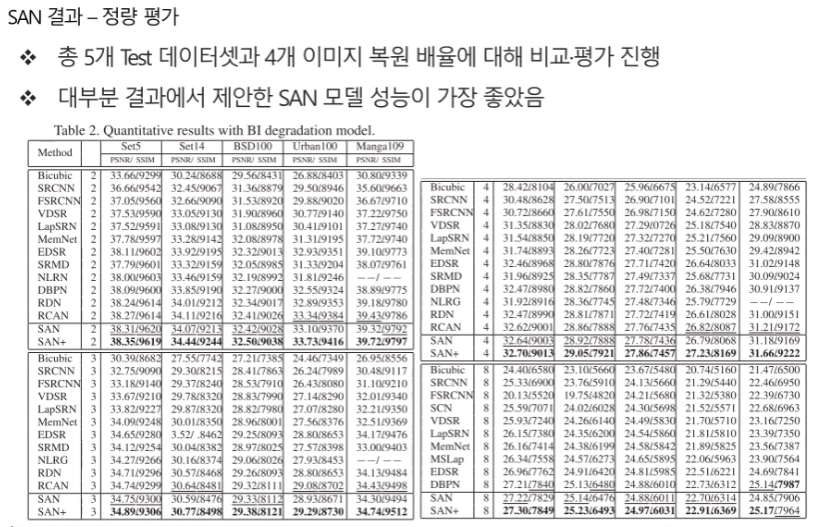 SAN 결과 – 정량 평가
❖ 총 5개 Test 데이터셋과 4개 이미지 복원 배율에 대해 비교·평가 진행
❖ 대부분 결과에서 제안한 SAN 모델 성능이 가장 좋았음
Table 2. Quantitative results with BI degradation model.
Method Set5 Set14 BSD100 Urban100 Manga109
PSNR/ SSIM PSNR/ SSIM PSNR/ SSIM PSNR/ SSIM PSNR/ SSIM
Bicubic 2 33.66/9299 30.24/8688 29.56/8431 26.88/8403 30.80/9339
SRCNN 2 36.66/9542 32.45/9067 31.36/8879 29.50/8946 35.60/9663
FSRCNN 2 37.05/9560 32.66/9090 31.53/8920 29.88/9020 36.67/9710
VDSR 2 37.53/9590 33.05/9130 31.90/8960 30.77/9140 37.22/9750
LapSRN 2 37.52/9591 33.08/9130 31.08/8950 30.41/9101 37.27/9740
MemNet 2 37.78/9597 33.28/9142 32.08/8978 31.31/9195 37.72/9740
EDSR 2 38.11/9602 33.92/9195 32.32/9013 32.93/9351 39.10/9773
SRMD 2 37.79/9601 33.32/9159 32.05/8985 31.33/9204 38.07/9761
NLRN 2 38.00/9603 33.46/9159 32.19/8992 31.81/9246 – –/ – –
DBPN 2 38.09/9600 33.85/9190 32.27/9000 32.55/9324 38.89/9775
RDN 2 38.24/9614 34.01/9212 32.34/9017 32.89/9353 39.18/9780
RCAN 2 38.27/9614 34.11/9216 32.41/9026 33.34/9384 39.43/9786
SAN 2 38.31/9620 34.07/9213 32.42/9028 33.10/9370 39.32/9792
SAN+ 2 38.35/9619 34.44/9244 32.50/9038 33.73/9416 39.72/9797
Bicubic 3 30.39/8682 27.55/7742 27.21/7385 24.46/7349 26.95/8556
SRCNN 3 32.75/9090 29.30/8215 28.41/7863 26.24/7989 30.48/9117
FSRCNN 3 33.18/9140 29.37/8240 28.53/7910 26.43/8080 31.10/9210
VDSR 3 33.67/9210 29.78/8320 28.83/7990 27.14/8290 32.01/9340
LapSRN 3 33.82/9227 29.87/8320 28.82/7980 27.07/8280 32.21/9350
MemNet 3 34.09/9248 30.01/8350 28.96/8001 27.56/8376 32.51/9369
EDSR 3 34.65/9280 3.52/ .8462 29.25/8093 28.80/8653 34.17/9476
SRMD 3 34.12/9254 30.04/8382 28.97/8025 27.57/8398 33.00/9403
NLRG 3 34.27/9266 30.16/8374 29.06/8026 27.93/8453 – –/ – –
RDN 3 34.71/9296 30.57/8468 29.26/8093 28.80/8653 34.13/9484
RCAN 3 34.74/9299 30.64/8481 29.32/8111 29.08/8702 34.43/9498
SAN 3 34.75/9300 30.59/8476 29.33/8112 28.93/8671 34.30/9494
SAN+ 3 34.89/9306 30.77/8498 29.38/8121 29.29/8730 34.74/9512
Bicubic 4 28.42/8104 26.00/7027 25.96/6675 23.14/6577 24.89/7866
SRCNN 4 30.48/8628 27.50/7513 26.90/7101 24.52/7221 27.58/8555
FSRCNN 4 30.72/8660 27.61/7550 26.98/7150 24.62/7280 27.90/8610
VDSR 4 31.35/8830 28.02/7680 27.29/0726 25.18/7540 28.83/8870
LapSRN 4 31.54/8850 28.19/7720 27.32/7270 25.21/7560 29.09/8900
MemNet 4 31.74/8893 28.26/7723 27.40/7281 25.50/7630 29.42/8942
EDSR 4 32.46/8968 28.80/7876 27.71/7420 26.64/8033 31.02/9148
SRMD 4 31.96/8925 28.35/7787 27.49/7337 25.68/7731 30.09/9024
DBPN 4 32.47/8980 28.82/7860 27.72/7400 26.38/7946 30.91/9137
NLRG 4 31.92/8916 28.36/7745 27.48/7346 25.79/7729 – –/ – –
RDN 4 32.47/8990 28.81/7871 27.72/7419 26.61/8028 31.00/9151
RCAN 4 32.62/9001 28.86/7888 27.76/7435 26.82/8087 31.21/9172
SAN 4 32.64/9003 28.92/7888 27.78/7436 26.79/8068 31.18/9169
SAN+ 4 32.70/9013 29.05/7921 27.86/7457 27.23/8169 31.66/9222
Bicubic 8 24.40/6580 23.10/5660 23.67/5480 20.74/5160 21.47/6500
SRCNN 8 25.33/6900 23.76/5910 24.13/5660 21.29/5440 22.46/6950
FSRCNN 8 20.13/5520 19.75/4820 24.21/5680 21.32/5380 22.39/6730
SCN 8 25.59/7071 24.02/6028 24.30/5698 21.52/5571 22.68/6963
VDSR 8 25.93/7240 24.26/6140 24.49/5830 21.70/5710 23.16/7250
LapSRN 8 26.15/7380 24.35/6200 24.54/5860 21.81/5810 23.39/7350
MemNet 8 26.16/7414 24.38/6199 24.58/5842 21.89/5825 23.56/7387
MSLap 8 26.34/7558 24.57/6273 24.65/5895 22.06/5963 23.90/7564
EDSR 8 26.96/7762 24.91/6420 24.81/5985 22.51/6221 24.69/7841
DBPN 8 27.21/7840 25.13/6480 24.88/6010 22.73/6312 25.14/7987
SAN 8 27.22/7829 25.14/6476 24.88/6011 22.70/6314 24.85/7906
SAN+ 8 27.30/7849 25.23/6493 24.97/6031 22.91/6369 25.17/7964